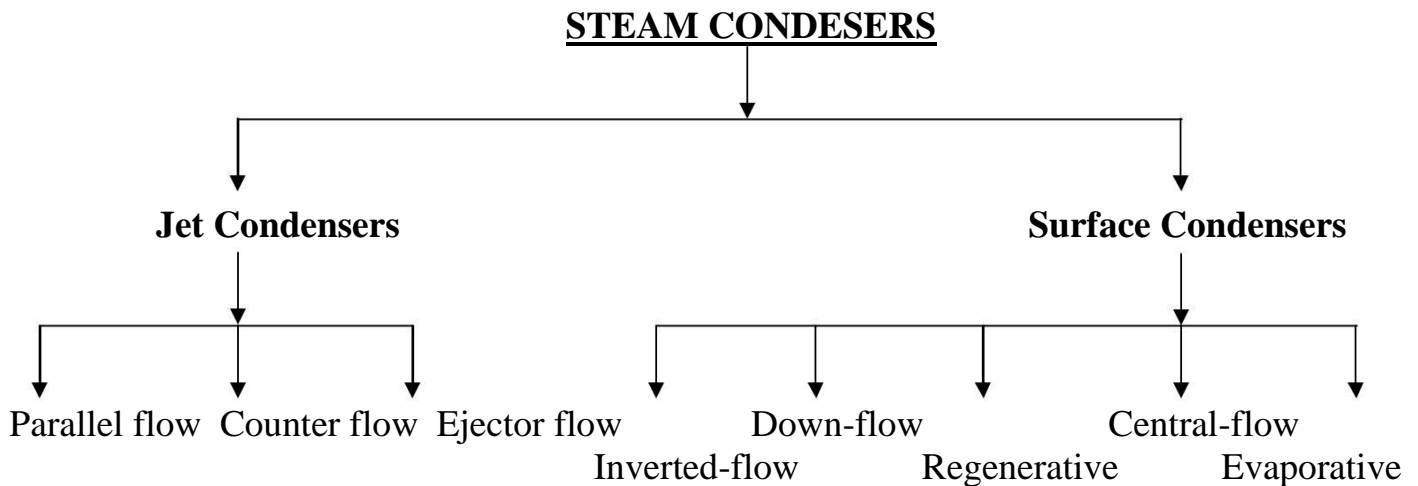 STEAM CONDESERS
Jet Condensers Surface Condensers
Parallel flow Counter flow Ejector flow Down-flow Central-flow
Inverted-flow Regenerative Evaporative